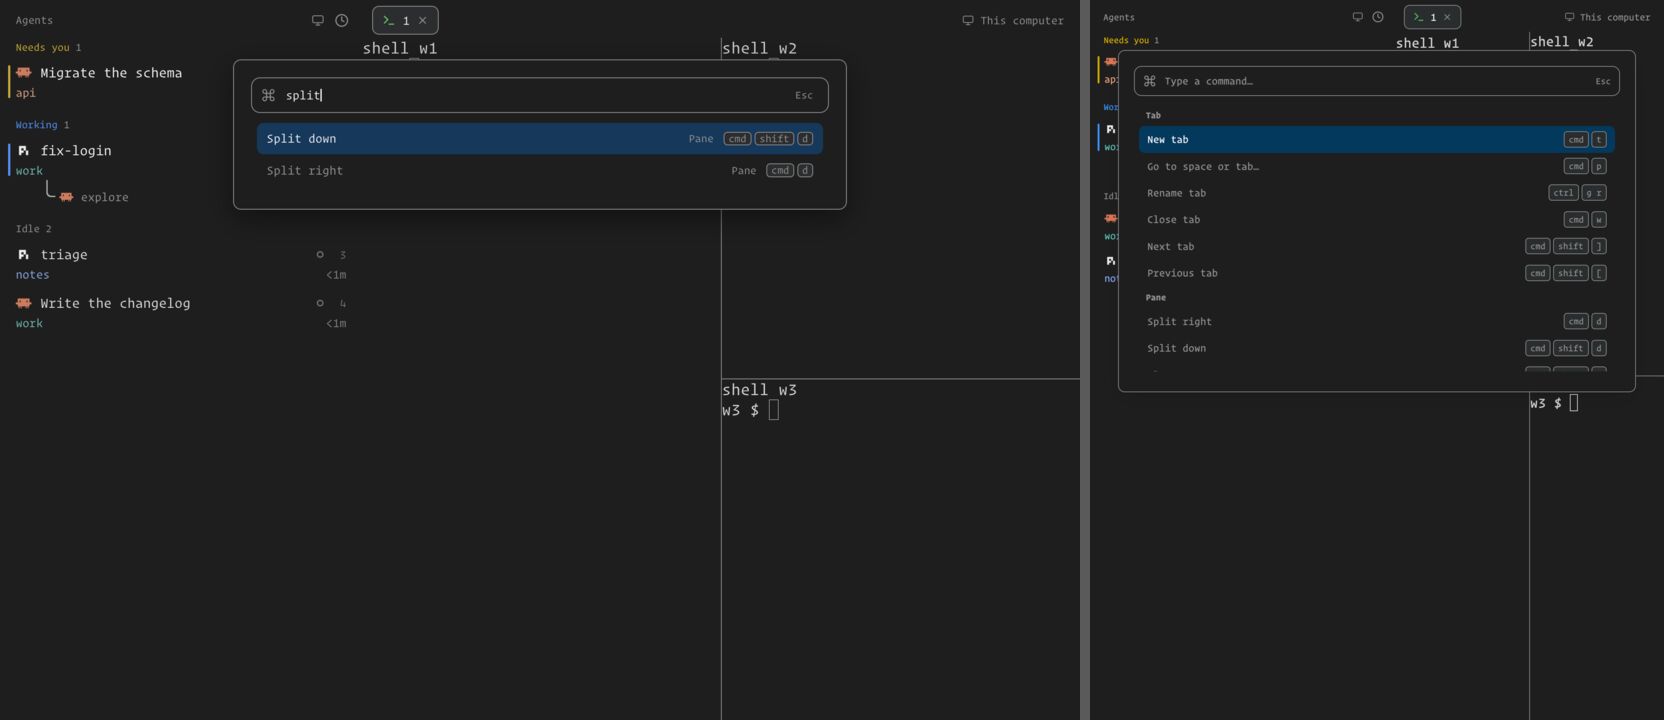 Agents
1
This computer
Needs you 1
shell w1
shell w2
Migrate the schema
api
split
Esc
Working 1
Split down Pane cmd shift d
fix-login
work
Split right Pane cmd d
explore
Idle 2
triage 3
notes <1m
Write the changelog 4
work <1m
shell w3
w3 $
Agents
1
This computer
Needs you 1
shell w1
shell w2
Type a command…
Esc
Tab
New tab cmd t
Go to space or tab… cmd p
Rename tab ctrl g r
Close tab cmd w
Next tab cmd shift ]
Previous tab cmd shift [
Pane
Split right cmd d
Split down cmd shift d
w3 $